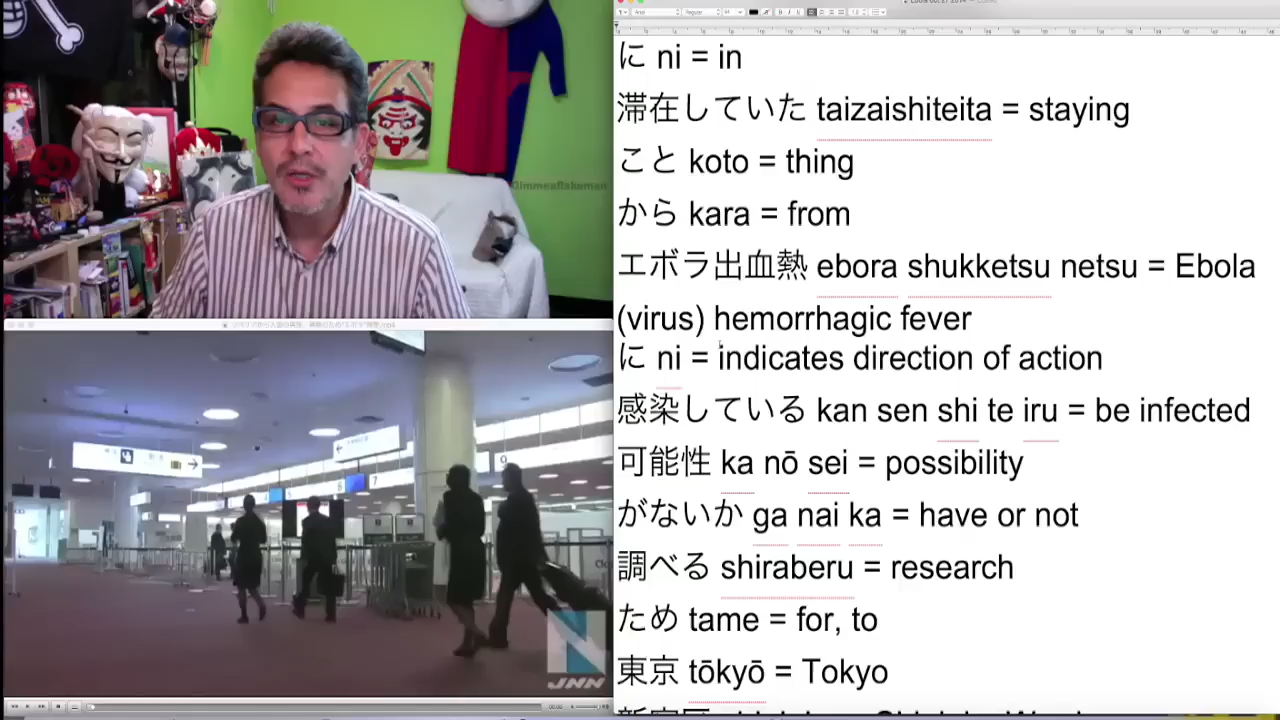 に ni = in
滞在していた taizaishiteita = staying
こと koto = thing
から kara = from
エボラ出血熱 ebora shukketsu netsu = Ebola
(virus) hemorrhagic fever
に ni = indicates direction of action
感染している kan sen shi te iru = be infected
可能性 ka nō sei = possibility
がないか ga nai ka = have or not
調べる shiraberu = research
ため tame = for, to
東京 tōkyō = Tokyo
9
7
N
JNN